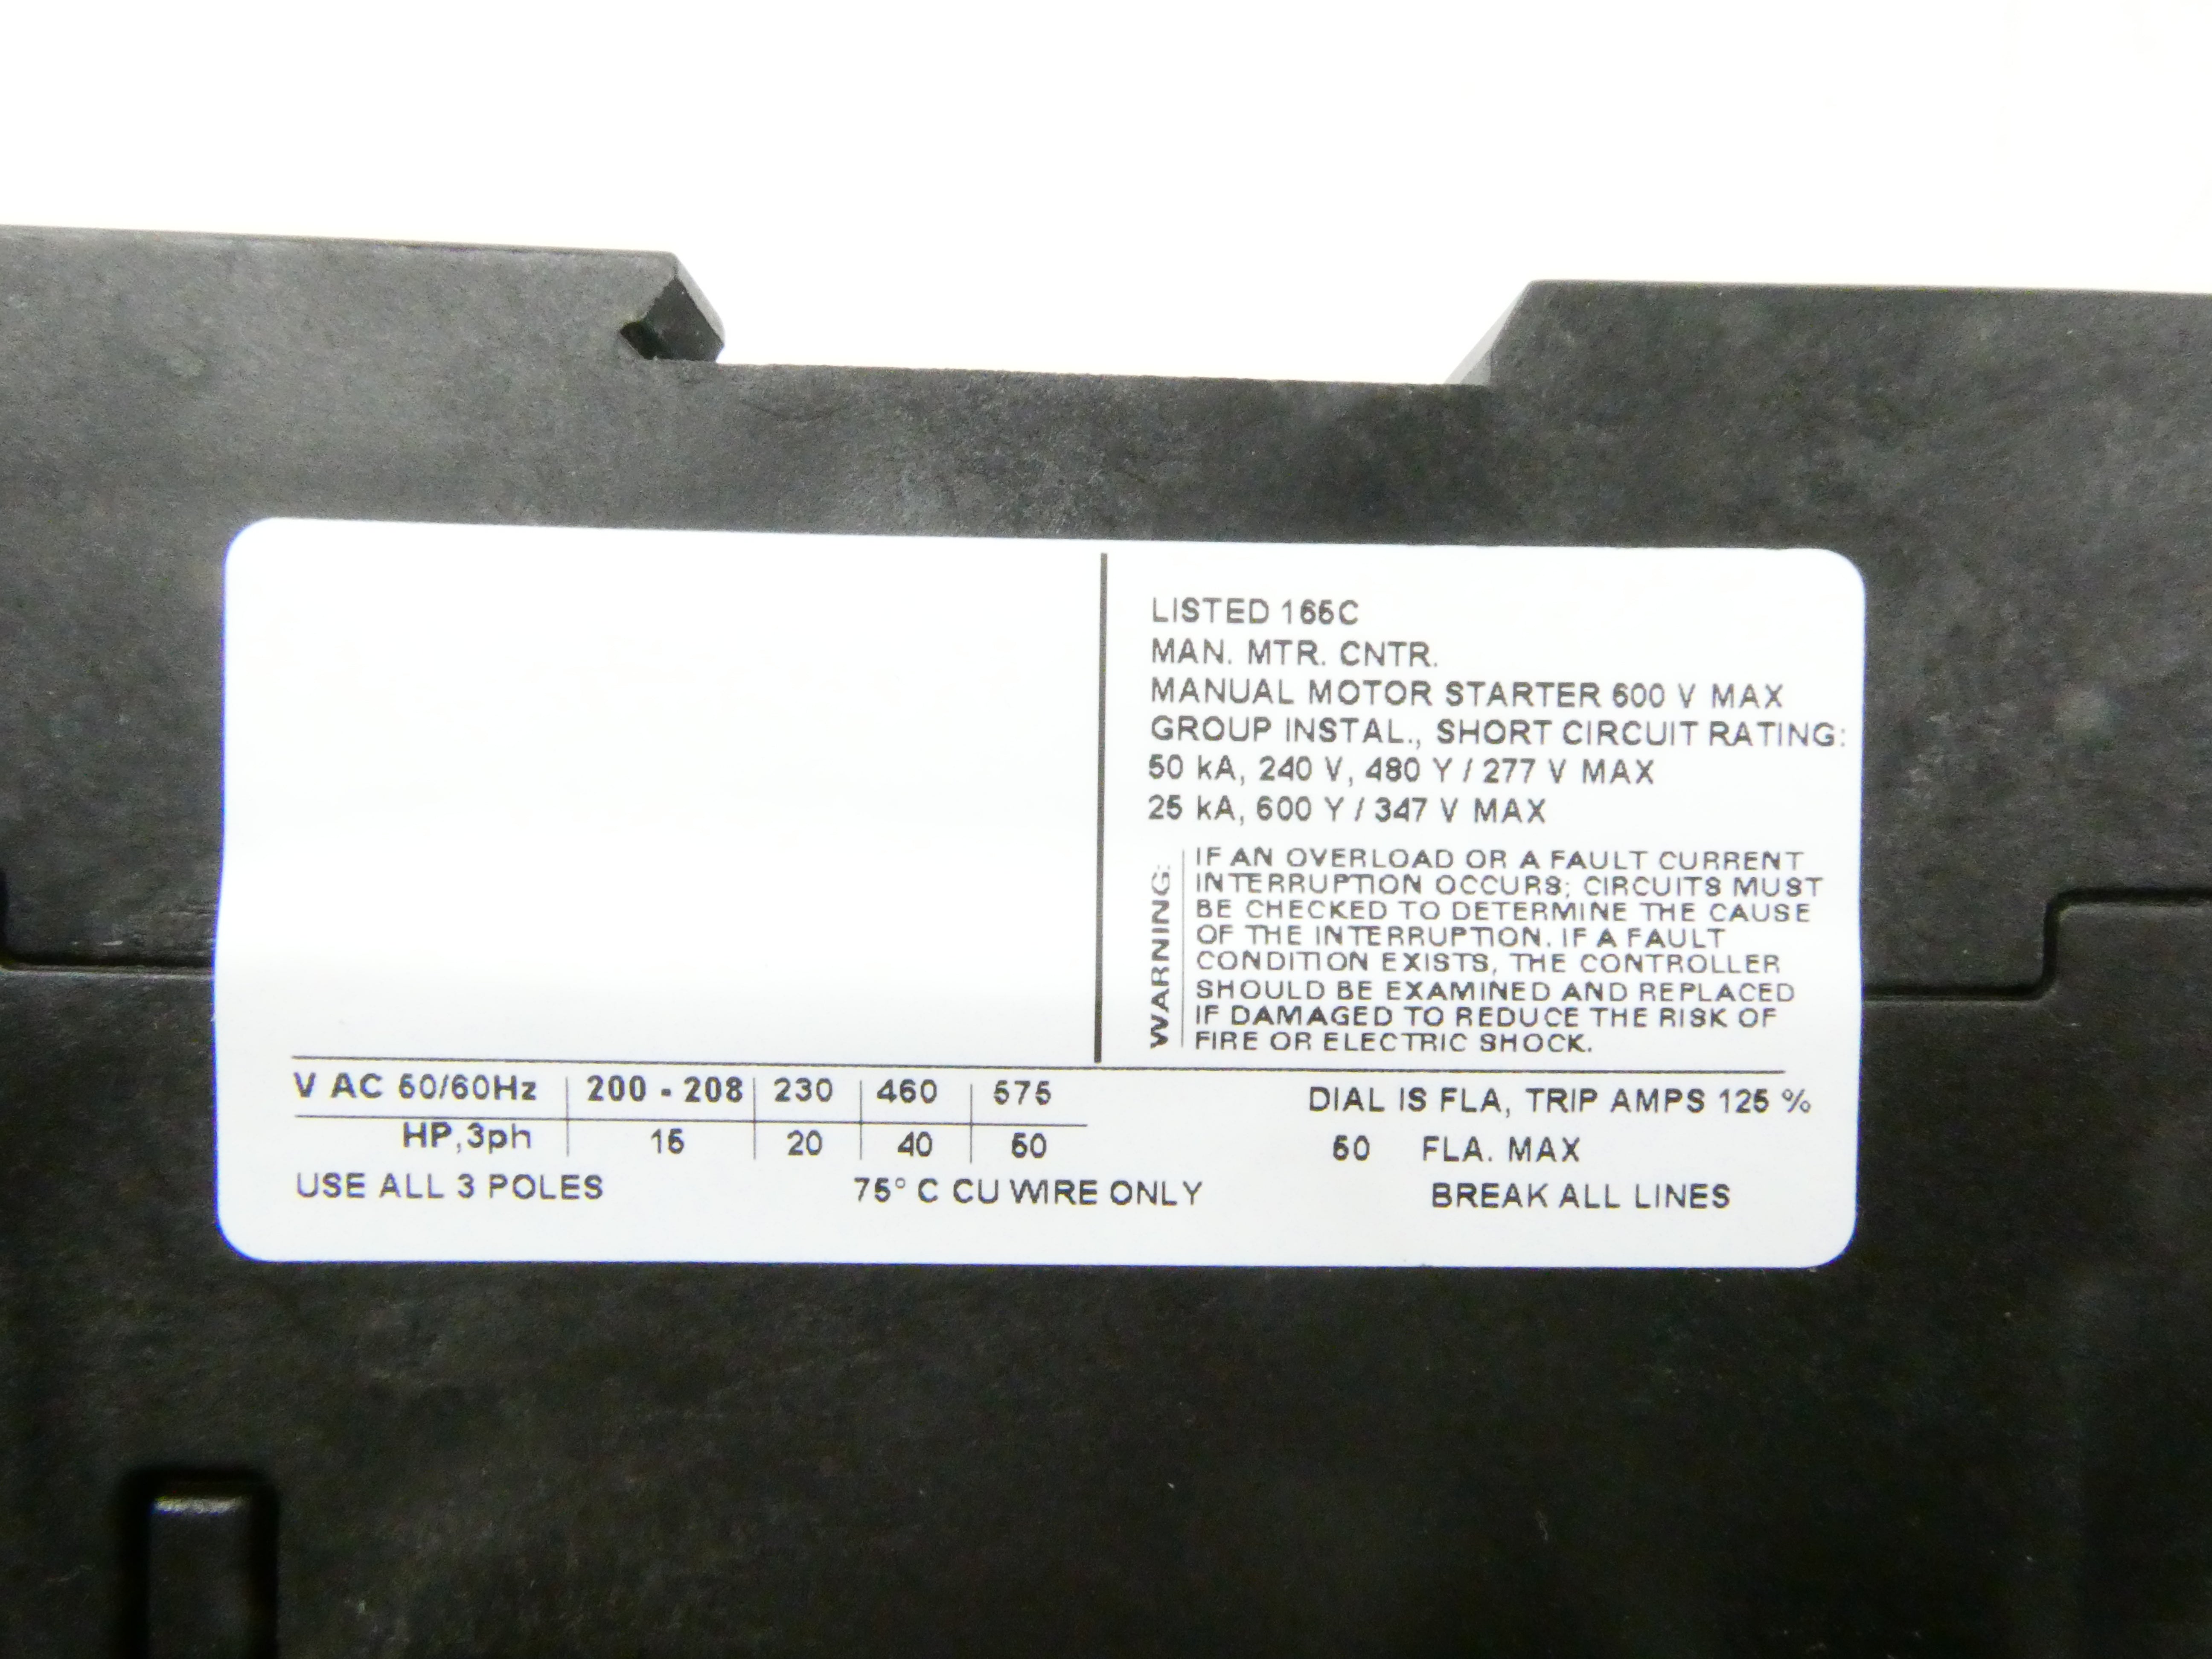 LISTED 165C
MAN. MTR. CNTR.
MANUAL MOTOR STARTER 600 V MAX
GROUP INSTAL., SHORT CIRCUIT RATING:
50 kA, 240 V, 480 Y / 277 V MAX
25 kA, 600 Y / 347 V MAX
WARNING:
IF AN OVERLOAD OR A FAULT CURRENT
INTERRUPTION OCCURS; CIRCUITS MUST
BE CHECKED TO DETERMINE THE CAUSE
OF THE INTERRUPTION. IF A FAULT
CONDITION EXISTS, THE CONTROLLER
SHOULD BE EXAMINED AND REPLACED
IF DAMAGED TO REDUCE THE RISK OF
FIRE OR ELECTRIC SHOCK.
V AC 50/60Hz 200 - 208 230 460 575
HP,3ph 15 20 40 50
DIAL IS FLA, TRIP AMPS 125 %
50 FLA. MAX
USE ALL 3 POLES 75° C CU WIRE ONLY BREAK ALL LINES